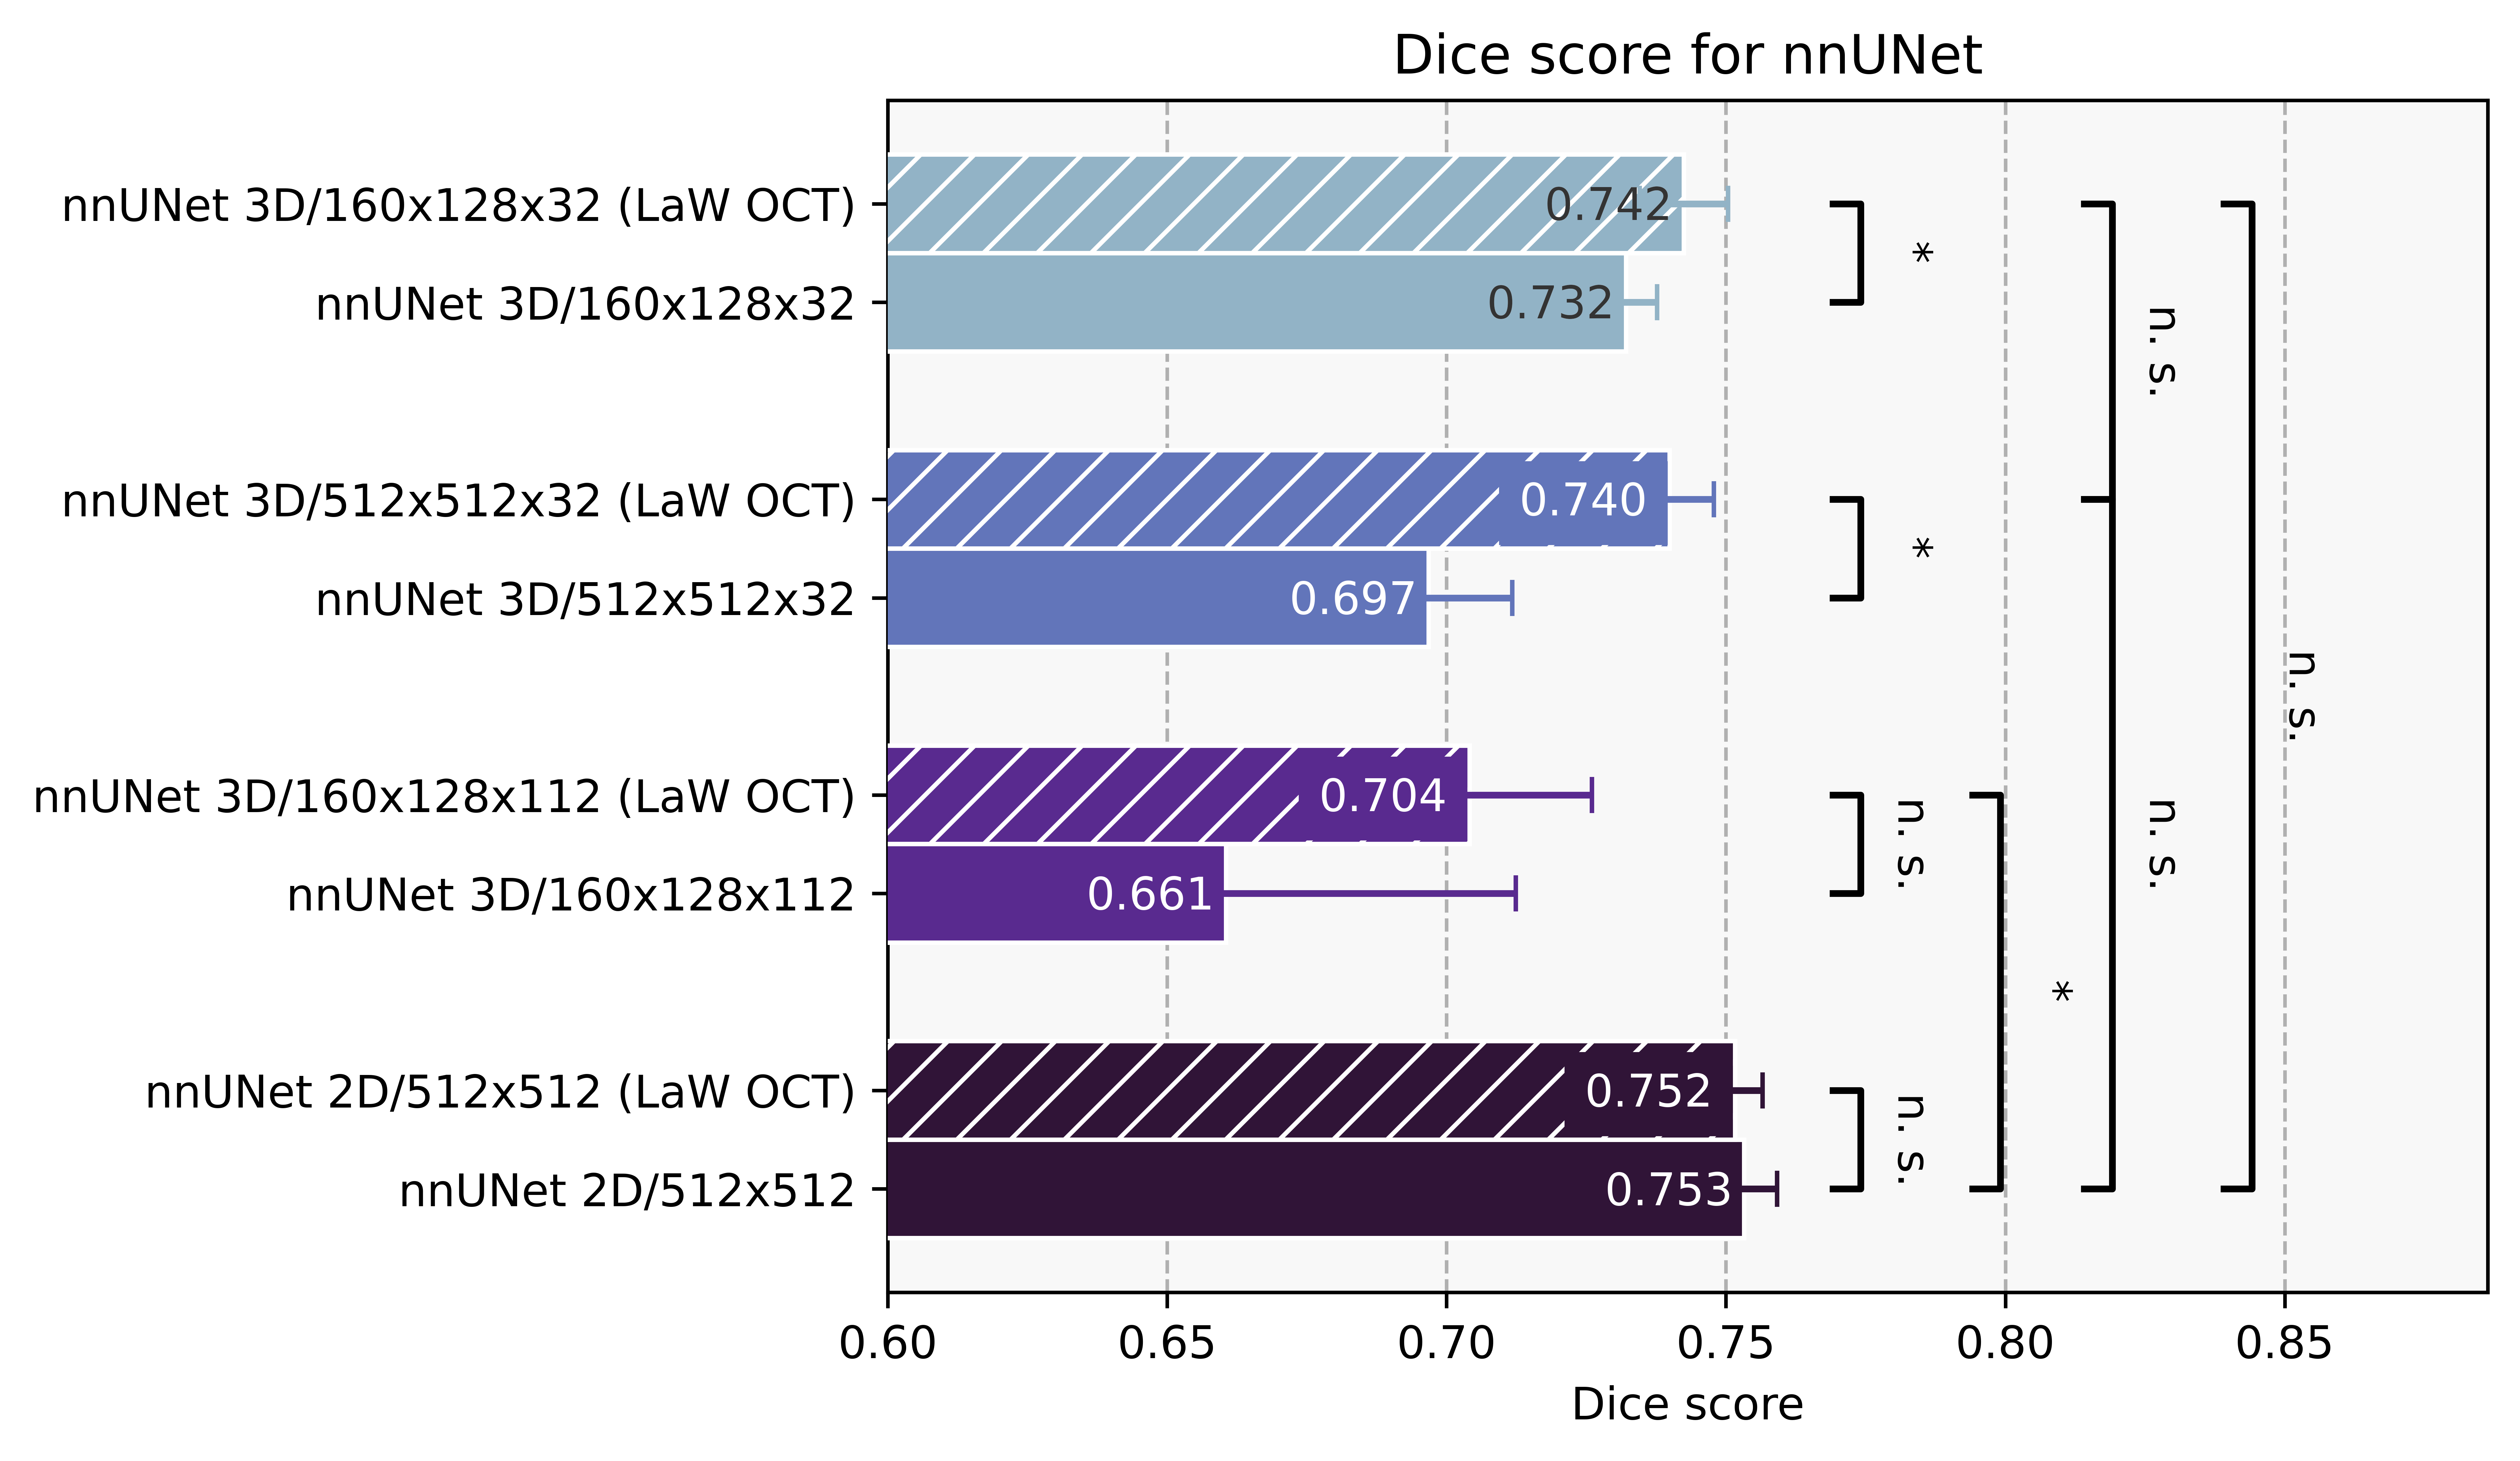 Dice score for nnUNet
nnUNet 3D/160x128x32 (LaW OCT)
0.742
*
nnUNet 3D/160x128x32
0.732
n. s.
nnUNet 3D/512x512x32 (LaW OCT)
0.740
*
nnUNet 3D/512x512x32
0.697
n. s.
nnUNet 3D/160x128x112 (LaW OCT)
0.704
n. s.
n. s.
nnUNet 3D/160x128x112
0.661
*
nnUNet 2D/512x512 (LaW OCT)
0.752
n. s.
nnUNet 2D/512x512
0.753
0.60 0.65 0.70 0.75 0.80 0.85
Dice score